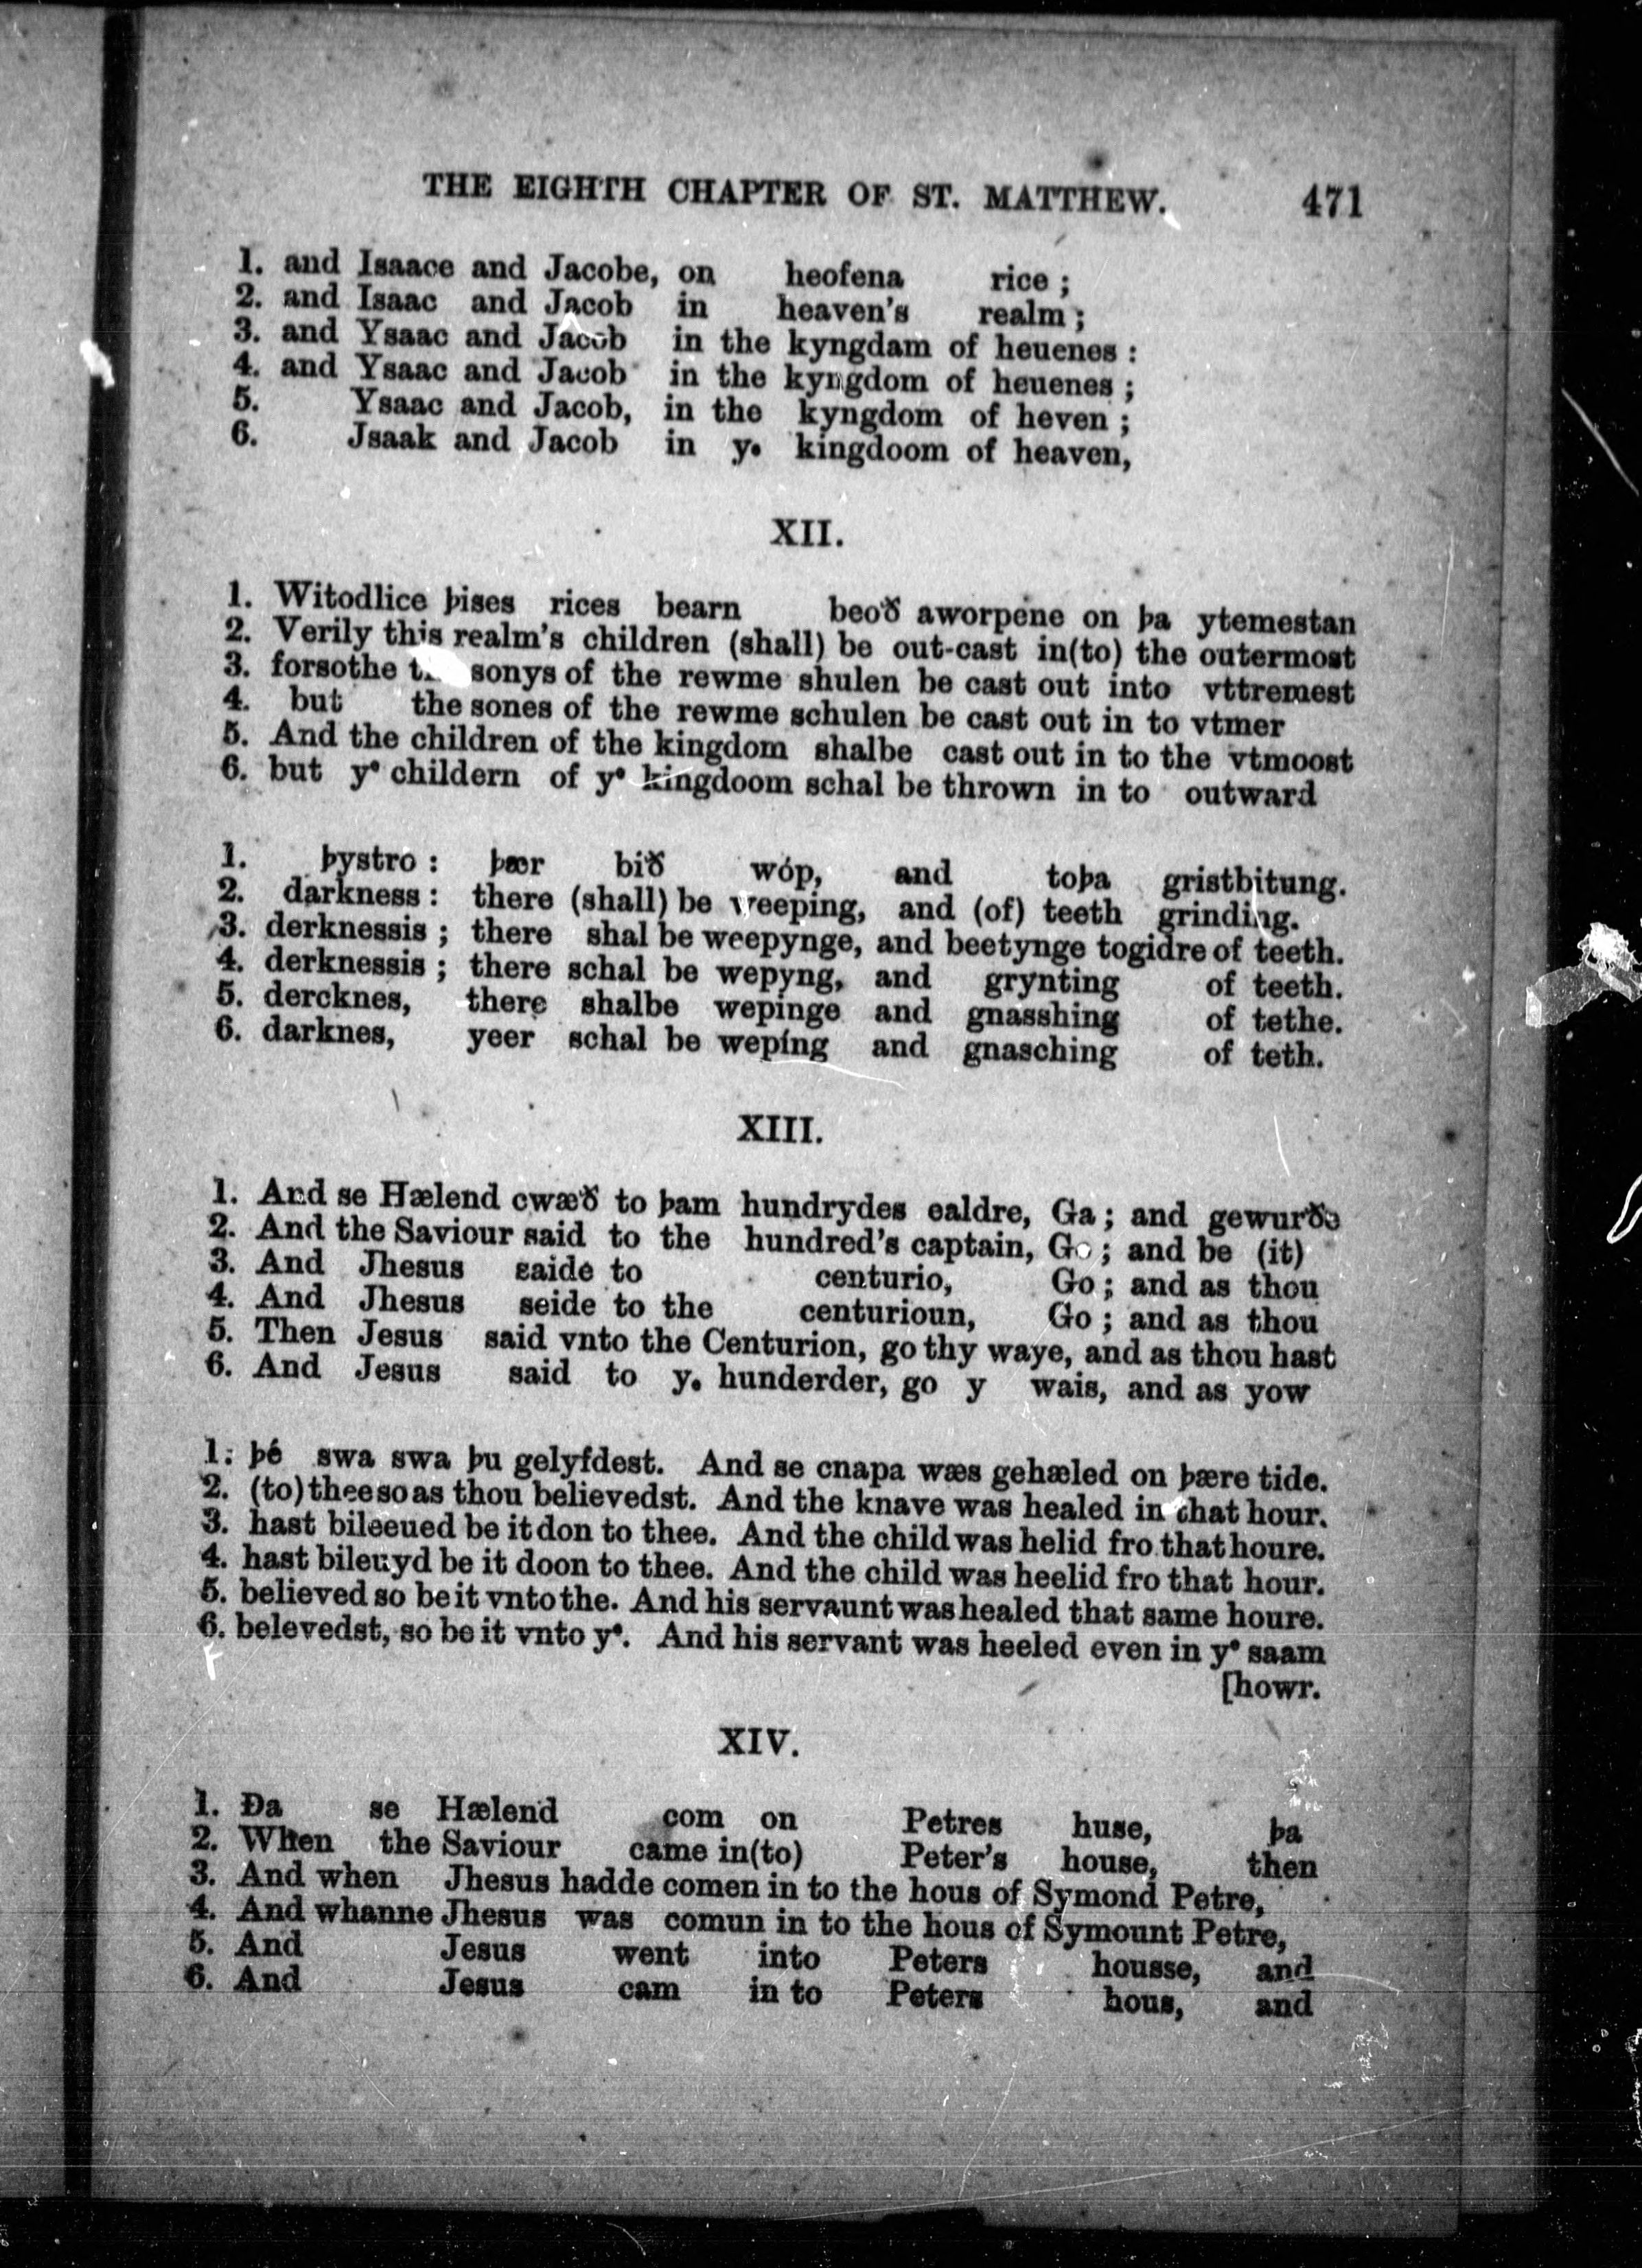 THE EIGHTH CHAPTER OF ST. MATTHEW. 471
1. and Isaace and Jacobe, on heofena rice ;
2. and Isaac and Jacob in heaven's realm ;
3. and Ysaac and Jacob in the kyngdam of heuenes :
4. and Ysaac and Jacob in the kyngdom of heuenes ;
5. Ysaac and Jacob, in the kyngdom of heven ;
6. Jsaak and Jacob in y. kingdoom of heaven,
XII.
1. Witodlice þises rices bearn beoð aworpene on þa ytemestan
2. Verily this realm's children (shall) be out-cast in(to) the outermost
3. forsothe sonys of the rewme shulen be cast out into vttremest
4. but the sones of the rewme schulen be cast out in to vtmer
5. And the children of the kingdom shalbe cast out in to the vtmoost
6. but yᵉ childern of yᵉ kingdoom schal be thrown in to outward
1. þystro : þær bið wóp, and toþa gristbitung.
2. darkness : there (shall) be weeping, and (of) teeth grinding.
3. derknessis ; there shal be weepynge, and beetynge togidre of teeth.
4. derknessis ; there schal be wepyng, and grynting of teeth.
5. dercknes, there shalbe wepinge and gnasshing of tethe.
6. darknes, yeer schal be wepíng and gnasching of teth.
XIII.
1. And se Hælend cwæð to þam hundrydes ealdre, Ga ; and gewurðe
2. And the Saviour said to the hundred's captain, Go ; and be (it)
3. And Jhesus saide to centurio, Go ; and as thou
4. And Jhesus seide to the centurioun, Go ; and as thou
5. Then Jesus said vnto the Centurion, go thy waye, and as thou hast
6. And Jesus said to y. hunderder, go y wais, and as yow
1. þé swa swa þu gelyfdest. And se cnapa wæs gehæled on þære tide.
2. (to) thee so as thou believedst. And the knave was healed in that hour.
3. hast bileeued be it don to thee. And the child was helid fro that houre.
4. hast bileuyd be it doon to thee. And the child was heelid fro that hour.
5. believed so be it vnto the. And his servaunt was healed that same houre.
6. belevedst, so be it vnto yᵉ. And his servant was heeled even in yᵉ saam
[howr.
XIV.
1. Ða se Hælend com on Petres huse, þa
2. When the Saviour came in(to) Peter's house, then
3. And when Jhesus hadde comen in to the hous of Symond Petre,
4. And whanne Jhesus was comun in to the hous of Symount Petre,
5. And Jesus went into Peters housse, and
6. And Jesus cam in to Peters hous, and